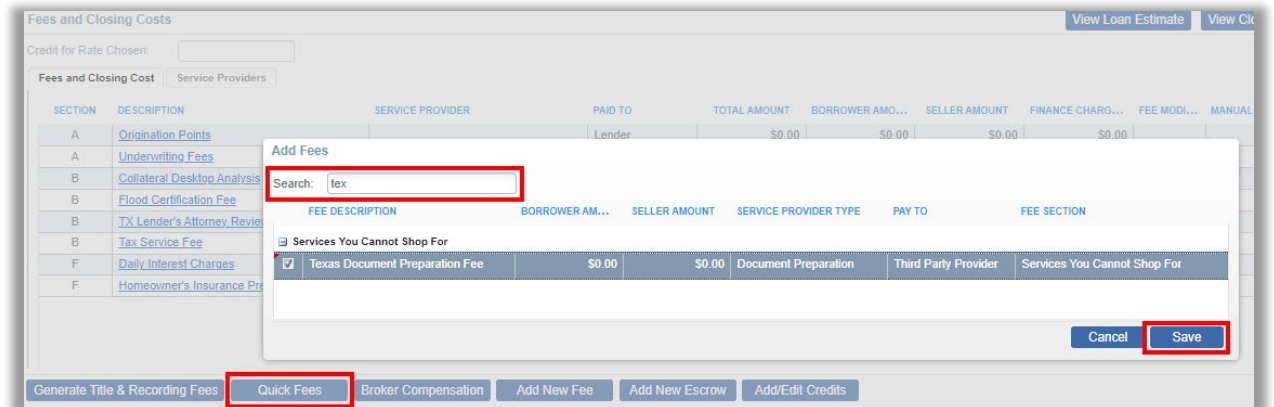 Fees and Closing Costs View Loan Estimate View Clo
Credit for Rate Chosen:
Fees and Closing Cost Service Providers
SECTION DESCRIPTION SERVICE PROVIDER PAID TO TOTAL AMOUNT BORROWER AMO... SELLER AMOUNT FINANCE CHARG... FEE MODI... MANUAL
A Origination Points Lender $0.00 $0.00 $0.00 $0.00
A Underwriting Fees
B Collateral Desktop Analysis
B Flood Certification Fee
B TX Lender's Attorney Review
B Tax Service Fee
F Daily Interest Charges
F Homeowner's Insurance Pre
Add Fees
Search: tex
FEE DESCRIPTION BORROWER AM... SELLER AMOUNT SERVICE PROVIDER TYPE PAY TO FEE SECTION
Services You Cannot Shop For
Texas Document Preparation Fee $0.00 $0.00 Document Preparation Third Party Provider Services You Cannot Shop For
Cancel Save
Generate Title & Recording Fees Quick Fees Broker Compensation Add New Fee Add New Escrow Add/Edit Credits